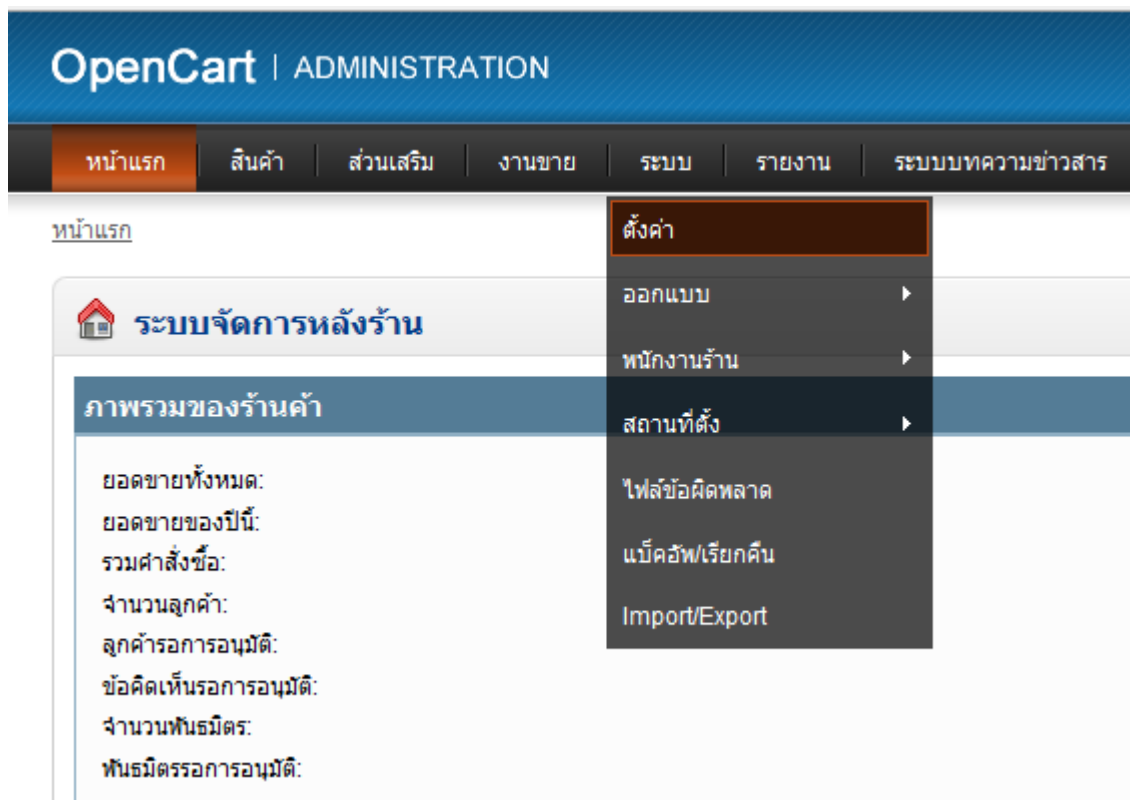 OpenCart | ADMINISTRATION
หน้าแรก สินค้า ส่วนเสริม งานขาย ระบบ รายงาน ระบบบทความข่าวสาร
หน้าแรก
ตั้งค่า
ออกแบบ
พนักงานร้าน
สถานที่ตั้ง
ไฟล์ข้อผิดพลาด
แบ็คอัพ/เรียกคืน
Import/Export
ระบบจัดการหลังร้าน
ภาพรวมของร้านค้า
ยอดขายทั้งหมด:
ยอดขายของปีนี้:
รวมคำสั่งซื้อ:
จำนวนลูกค้า:
ลูกค้ารอการอนุมัติ:
ข้อคิดเห็นรอการอนุมัติ:
จำนวนพันธมิตร:
พันธมิตรรอการอนุมัติ: